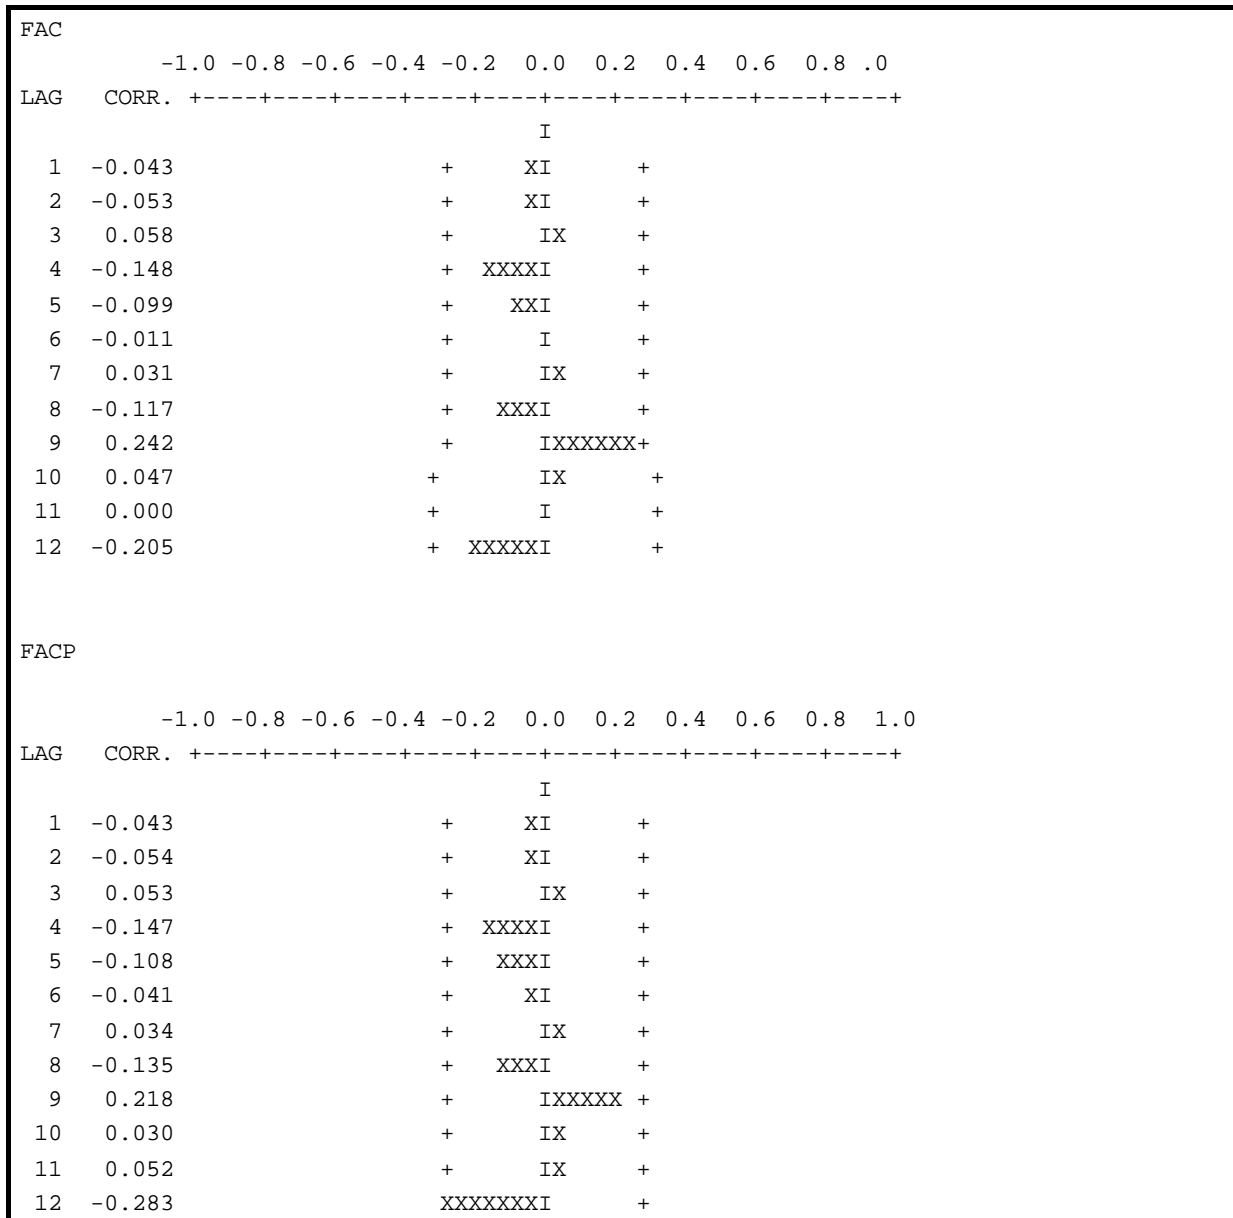 FAC
-1.0 -0.8 -0.6 -0.4 -0.2 0.0 0.2 0.4 0.6 0.8 .0
LAG CORR. +----+----+----+----+----+----+----+----+----+----+
I
1 -0.043 + XI +
2 -0.053 + XI +
3 0.058 + IX +
4 -0.148 + XXXXI +
5 -0.099 + XXI +
6 -0.011 + I +
7 0.031 + IX +
8 -0.117 + XXXI +
9 0.242 + IXXXXXX+
10 0.047 + IX +
11 0.000 + I +
12 -0.205 + XXXXXI +
FACP
-1.0 -0.8 -0.6 -0.4 -0.2 0.0 0.2 0.4 0.6 0.8 1.0
LAG CORR. +----+----+----+----+----+----+----+----+----+----+
I
1 -0.043 + XI +
2 -0.054 + XI +
3 0.053 + IX +
4 -0.147 + XXXXI +
5 -0.108 + XXXI +
6 -0.041 + XI +
7 0.034 + IX +
8 -0.135 + XXXI +
9 0.218 + IXXXXX +
10 0.030 + IX +
11 0.052 + IX +
12 -0.283 XXXXXXXI +